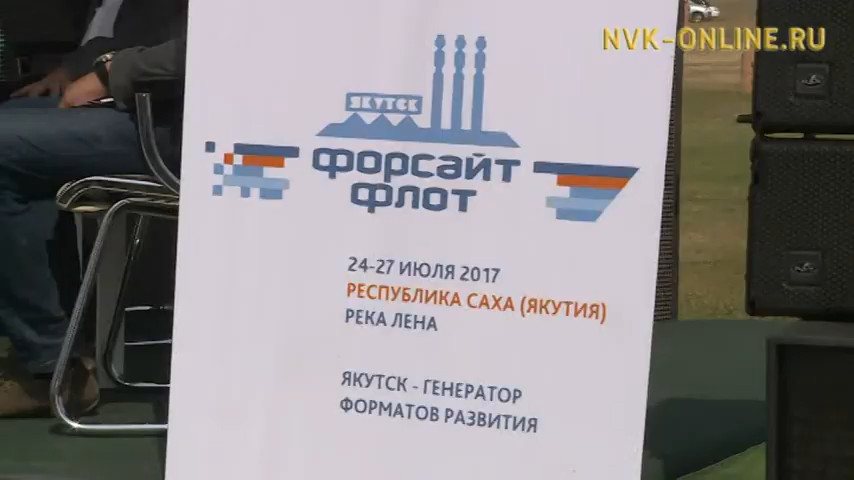 NVK-ONLINE.RU
ЯКУТСК
ФОРСАЙТ
ФЛОТ
24-27 ИЮЛЯ 2017
РЕСПУБЛИКА САХА (ЯКУТИЯ)
РЕКА ЛЕНА
ЯКУТСК - ГЕНЕРАТОР
ФОРМАТОВ РАЗВИТИЯ